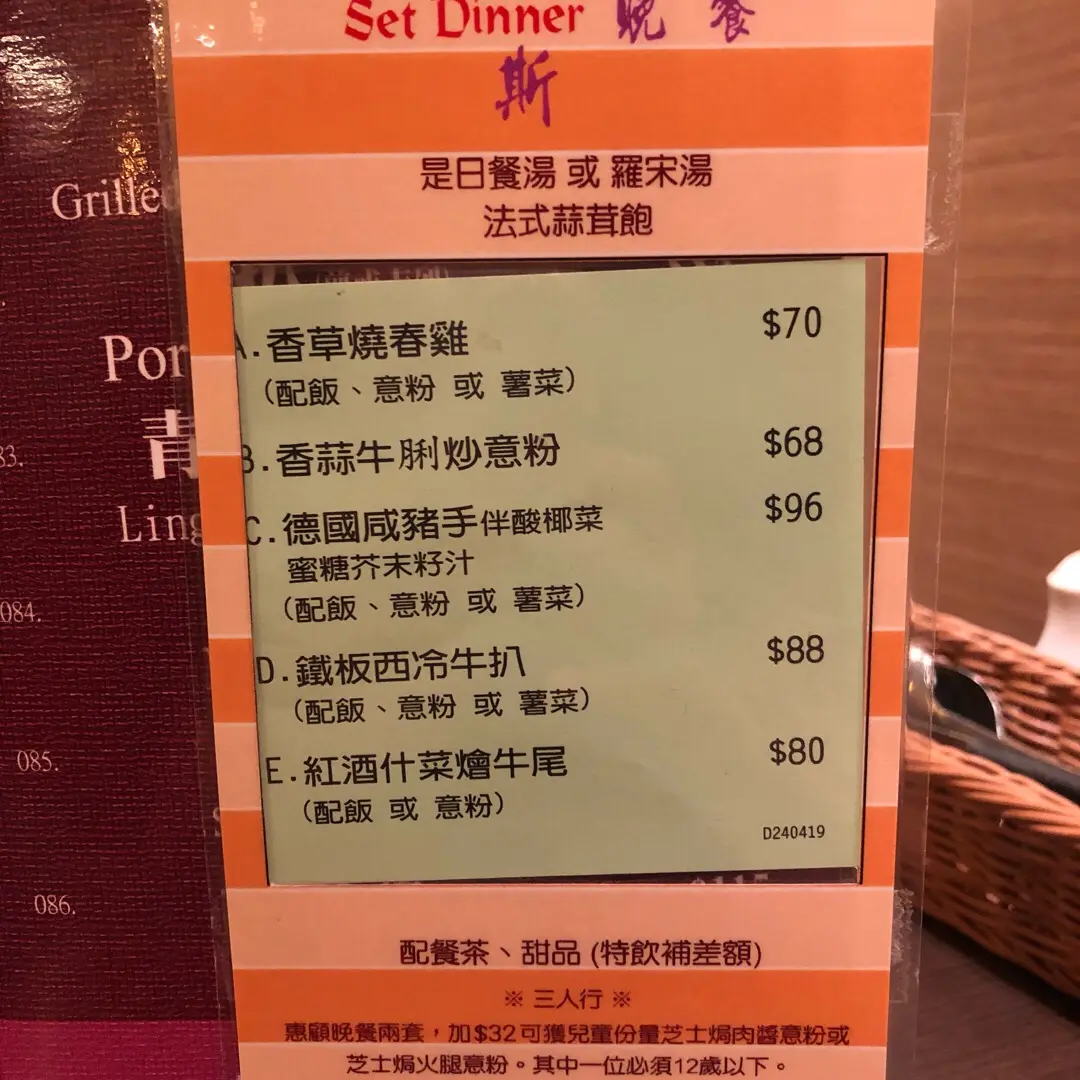 Set Dinner 晚餐
斯
是日餐湯 或 羅宋湯
法式蒜茸飽
A.香草燒春雞 $70
(配飯、意粉 或 薯菜)
B.香蒜牛脷炒意粉 $68
C.德國咸豬手伴酸椰菜 $96
蜜糖芥末籽汁
(配飯、意粉 或 薯菜)
D.鐵板西冷牛扒 $88
(配飯、意粉 或 薯菜)
E.紅酒什菜燴牛尾 $80
(配飯 或 意粉)
D240419
配餐茶、甜品 (特飲補差額)
※ 三人行 ※
惠顧晚餐兩套，加$32可獲兒童份量芝士焗肉醬意粉或
芝士焗火腿意粉。其中一位必須12歲以下。
Grilled
Por
83.
青
Ling
084.
085.
086.